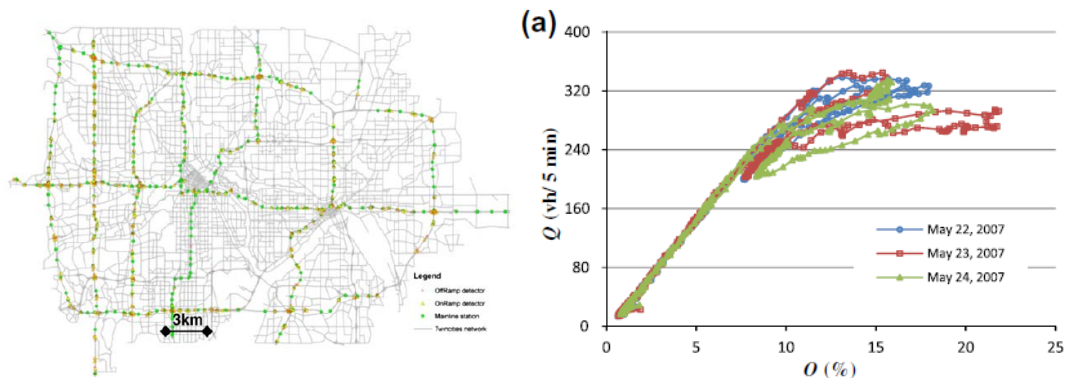 Legend
OffRamp detector
OnRamp detector
Mainline station
Twincities network
3km
(a)
400
320
240
160
80
0
Q (vh/ 5 min)
May 22, 2007
May 23, 2007
May 24, 2007
0 5 10 15 20 25
O (%)